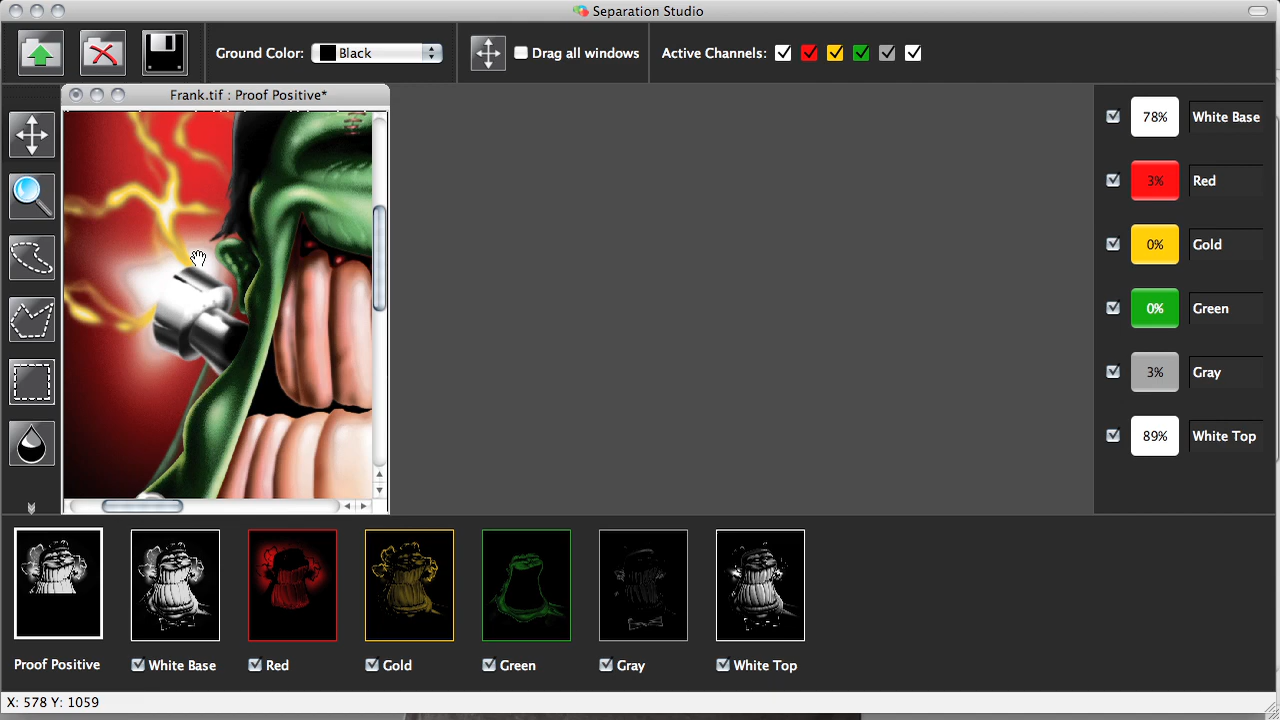 Separation Studio
Ground Color: Black Drag all windows Active Channels:
Frank.tif : Proof Positive*
78% White Base
3% Red
0% Gold
0% Green
3% Gray
89% White Top
Proof Positive White Base Red Gold Green Gray White Top
X: 578 Y: 1059